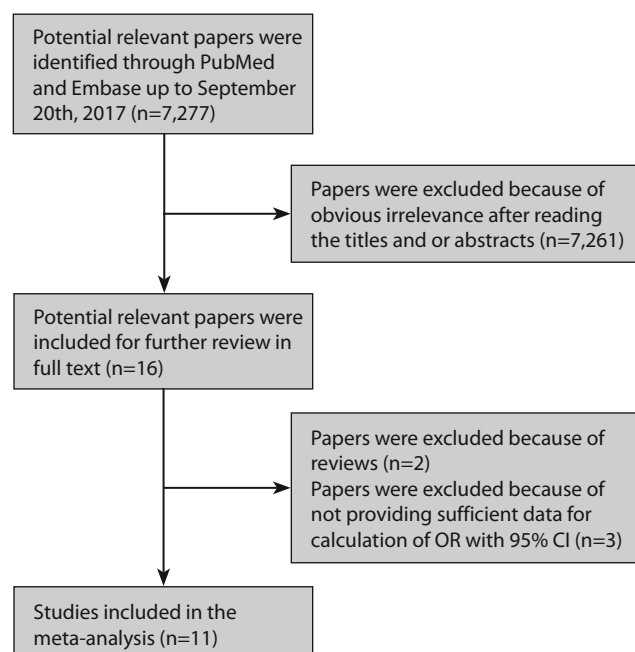 Potential relevant papers were
identified through PubMed
and Embase up to September
20th, 2017 (n=7,277)
Papers were excluded because of
obvious irrelevance after reading
the titles and or abstracts (n=7,261)
Potential relevant papers were
included for further review in
full text (n=16)
Papers were excluded because of
reviews (n=2)
Papers were excluded because of
not providing sufficient data for
calculation of OR with 95% CI (n=3)
Studies included in the
meta-analysis (n=11)